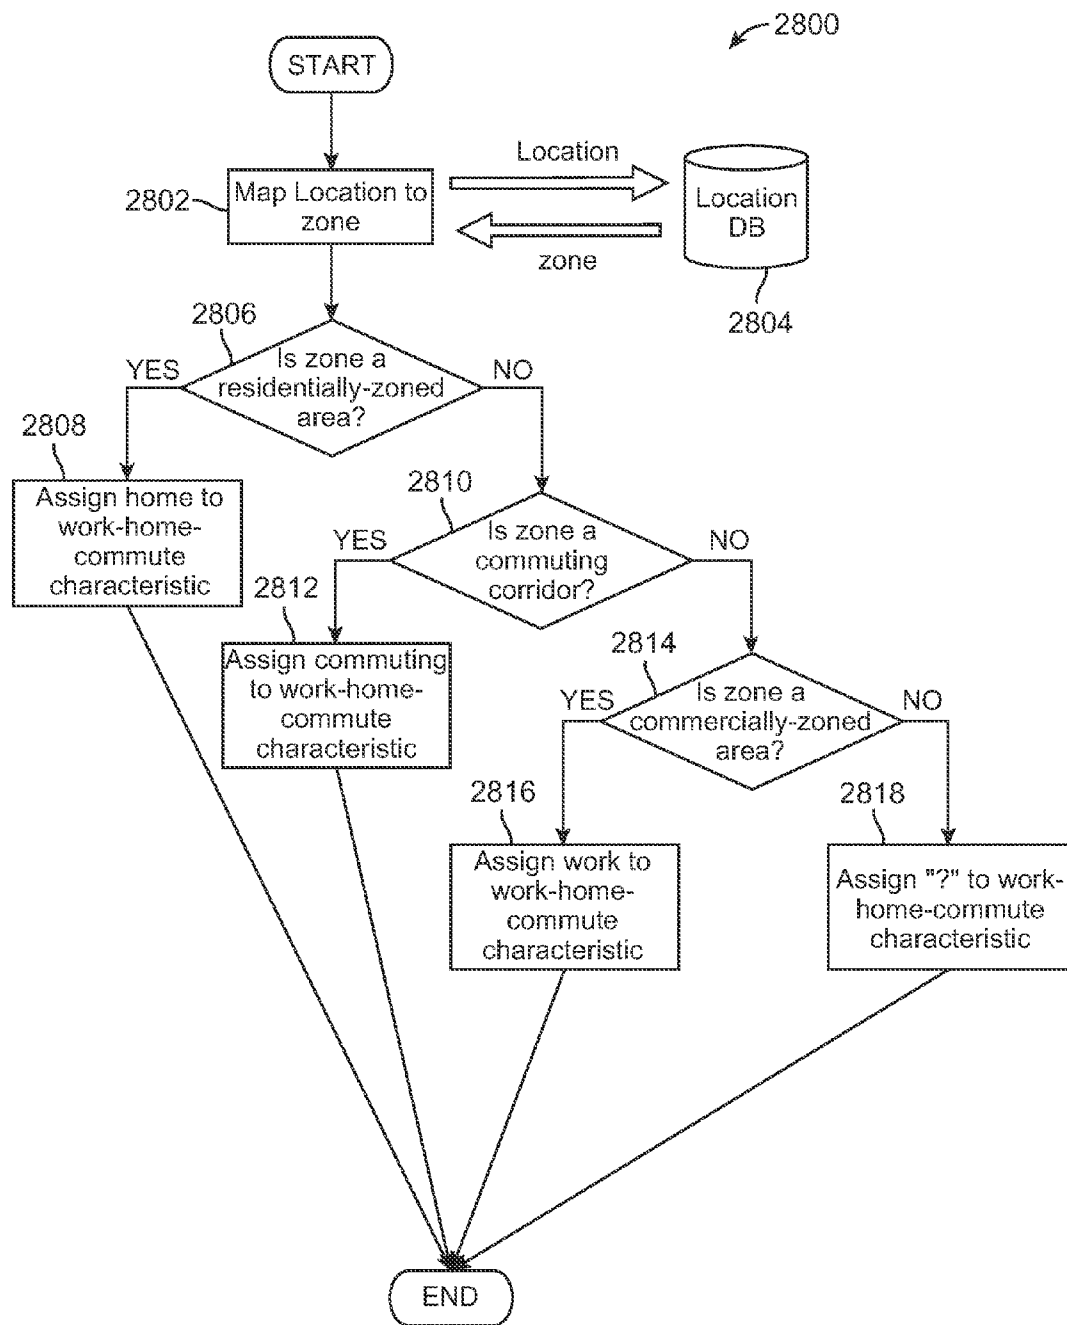 2800
START
Location
2802
Map Location to
zone
Location
DB
zone
2804
2806
YES
Is zone a
residentially-zoned
area?
NO
2808
Assign home to
work-home-
commute
characteristic
2810
YES
Is zone a
commuting
corridor?
NO
2812
Assign commuting
to work-home-
commute
characteristic
2814
YES
Is zone a
commercially-zoned
area?
NO
2816
Assign work to
work-home-
commute
characteristic
2818
Assign "?" to work-
home-commute
characteristic
END